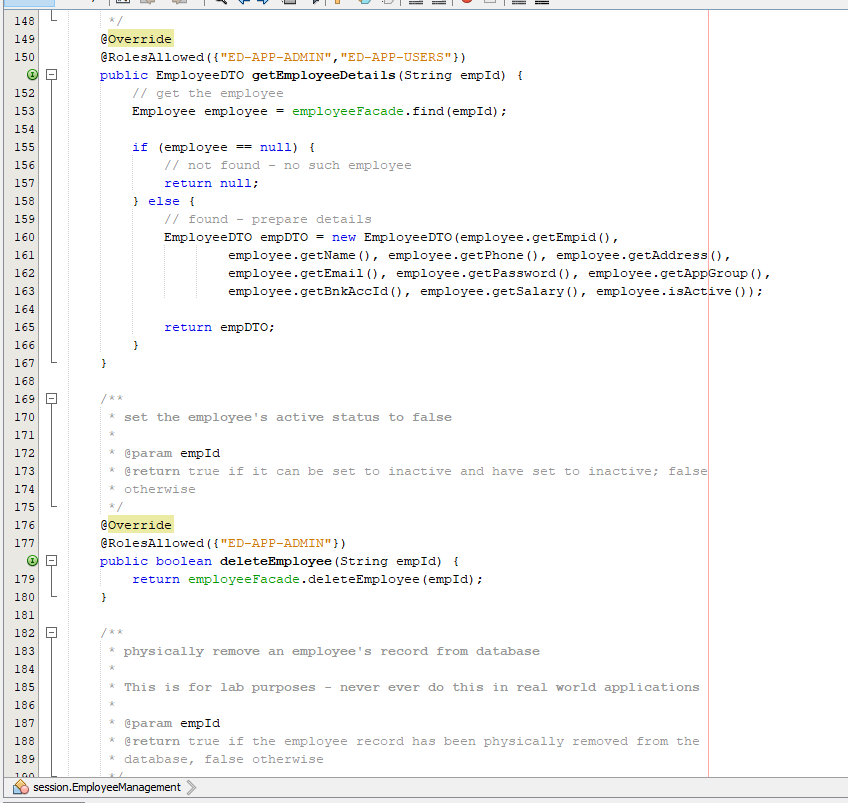 148 */
149 @Override
150 @RolesAllowed({"ED-APP-ADMIN","ED-APP-USERS"})
public EmployeeDTO getEmployeeDetails(String empId) {
152 // get the employee
153 Employee employee = employeeFacade.find(empId);
154
155 if (employee == null) {
156 // not found - no such employee
157 return null;
158 } else {
159 // found - prepare details
160 EmployeeDTO empDTO = new EmployeeDTO(employee.getEmpid(),
161 employee.getName(), employee.getPhone(), employee.getAddress(),
162 employee.getEmail(), employee.getPassword(), employee.getAppGroup(),
163 employee.getBnkAccId(), employee.getSalary(), employee.isActive());
164
165 return empDTO;
166 }
167 }
168
169 /**
170 * set the employee's active status to false
171 *
172 * @param empId
173 * @return true if it can be set to inactive and have set to inactive; false
174 * otherwise
175 */
176 @Override
177 @RolesAllowed({"ED-APP-ADMIN"})
public boolean deleteEmployee(String empId) {
179 return employeeFacade.deleteEmployee(empId);
180 }
181
182 /**
183 * physically remove an employee's record from database
184 *
185 * This is for lab purposes - never ever do this in real world applications
186 *
187 * @param empId
188 * @return true if the employee record has been physically removed from the
189 * database, false otherwise
190 */
session.EmployeeManagement